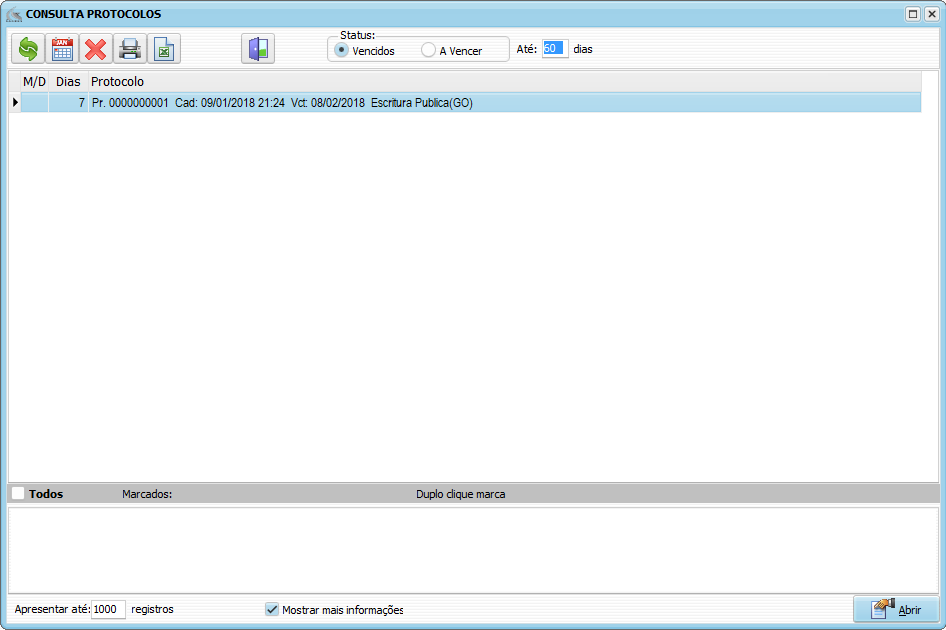 CONSULTA PROTOCOLOS
JAN
Status:
Vencidos A Vencer Até: 60 dias
M/D Dias Protocolo
7 Pr. 0000000001 Cad: 09/01/2018 21:24 Vct: 08/02/2018 Escritura Publica(GO)
Todos Marcados: Duplo clique marca
Apresentar até: 1000 registros Mostrar mais informações Abrir